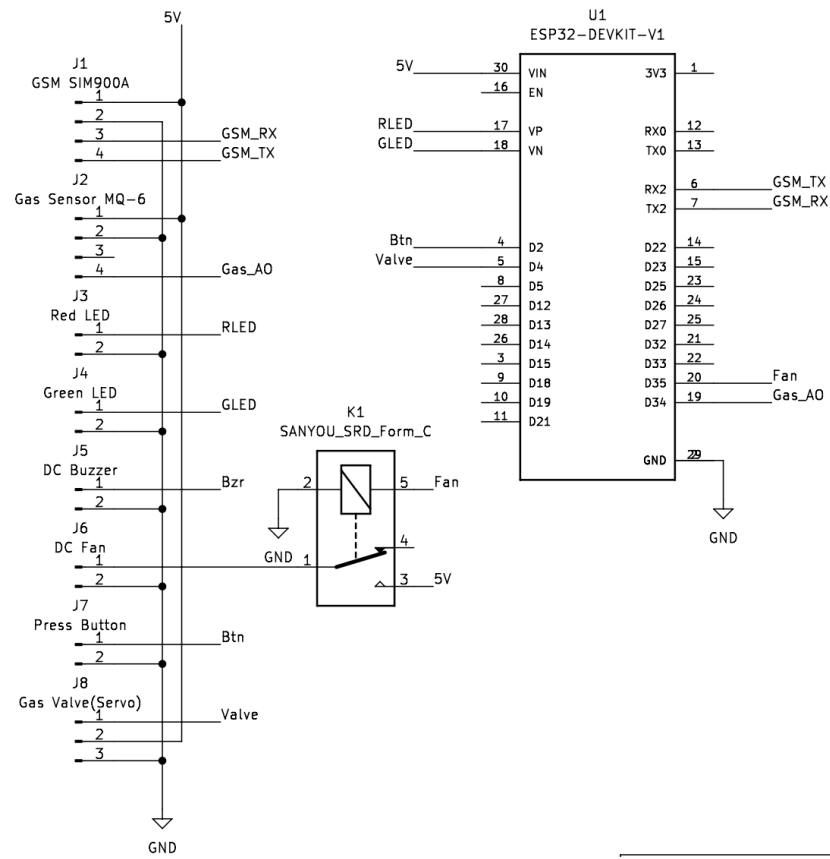 5V
J1
GSM SIM900A
1
2
3 GSM_RX
4 GSM_TX
J2
Gas Sensor MQ-6
1
2
3
4 Gas_AO
J3
Red LED
1 RLED
2
J4
Green LED
1 GLED
2
J5
DC Buzzer
1 Bzr
2
J6
DC Fan
1
2
J7
Press Button
1 Btn
2
J8
Gas Valve(Servo)
1 Valve
2
3
GND
K1
SANYOU_SRD_Form_C
2 5 Fan
GND 1 4
3 5V
U1
ESP32-DEVKIT-V1
5V 30 VIN 3V3 1
16 EN
RLED 17 VP RX0 12
GLED 18 VN TX0 13
RX2 6 GSM_TX
TX2 7 GSM_RX
Btn 4 D2 D22 14
Valve 5 D4 D23 15
8 D5 D25 23
27 D12 D26 24
28 D13 D27 25
26 D14 D32 21
3 D15 D33 22
9 D18 D35 20 Fan
10 D19 D34 19 Gas_AO
11 D21
GND
GND